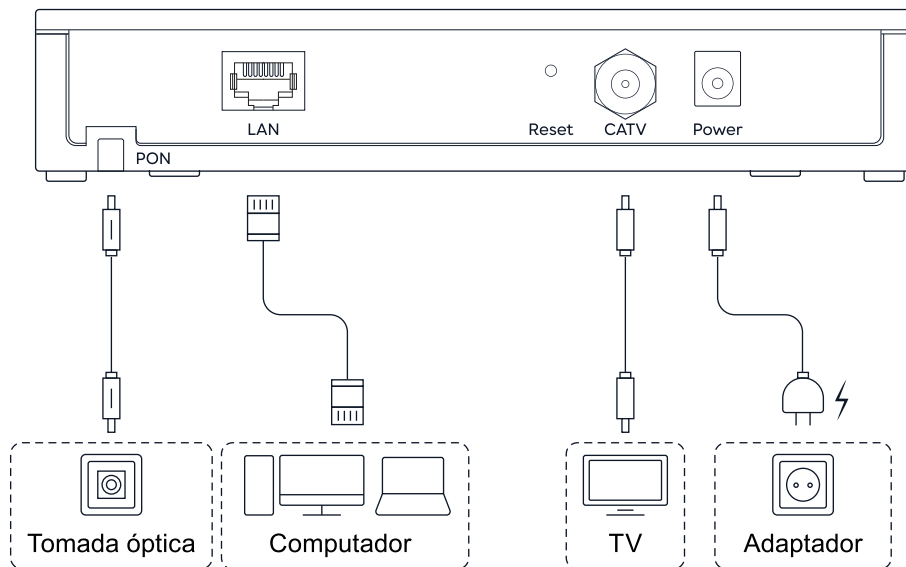 LAN
Reset
CATV
Power
PON
Tomada óptica
Computador
TV
Adaptador